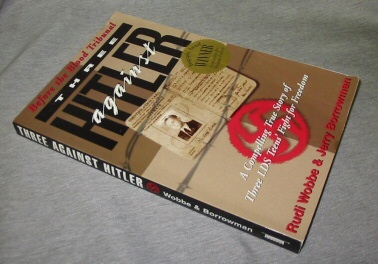 Before the Blood Tribunal
THREE
against
HITLER
WINNER
A Compelling True Story of
Three LDS Teens' Fight for Freedom
Rudi Wobbe & Jerry Borrowman
THREE AGAINST HITLER
Wobbe & Borrowman